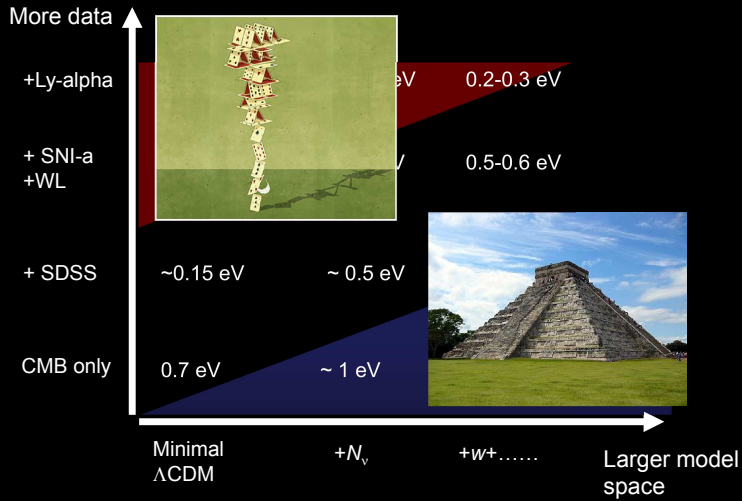 More data
+Ly-alpha
eV
0.2-0.3 eV
+ SNI-a
+WL
0.5-0.6 eV
+ SDSS
~0.15 eV
~ 0.5 eV
CMB only
0.7 eV
~ 1 eV
Minimal
ΛCDM
+Nν
+w+……
Larger model
space